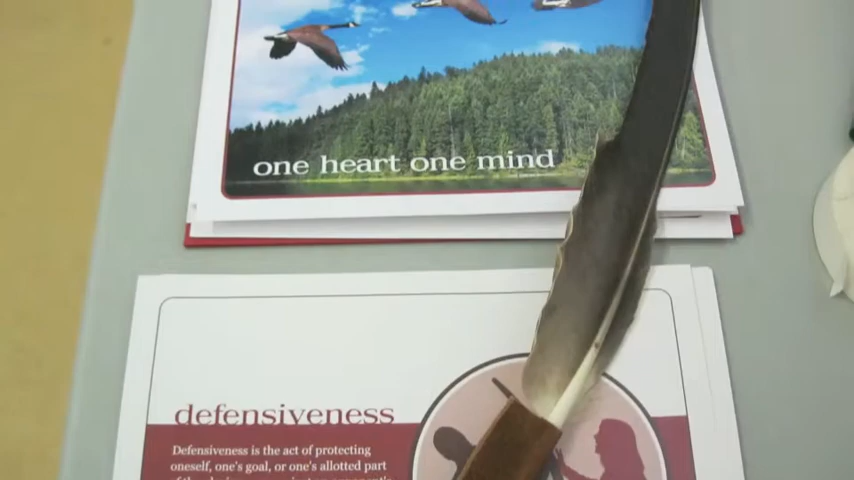 one heart one mind
defensiveness
Defensiveness is the act of protecting
oneself, one's goal, or one's allotted part